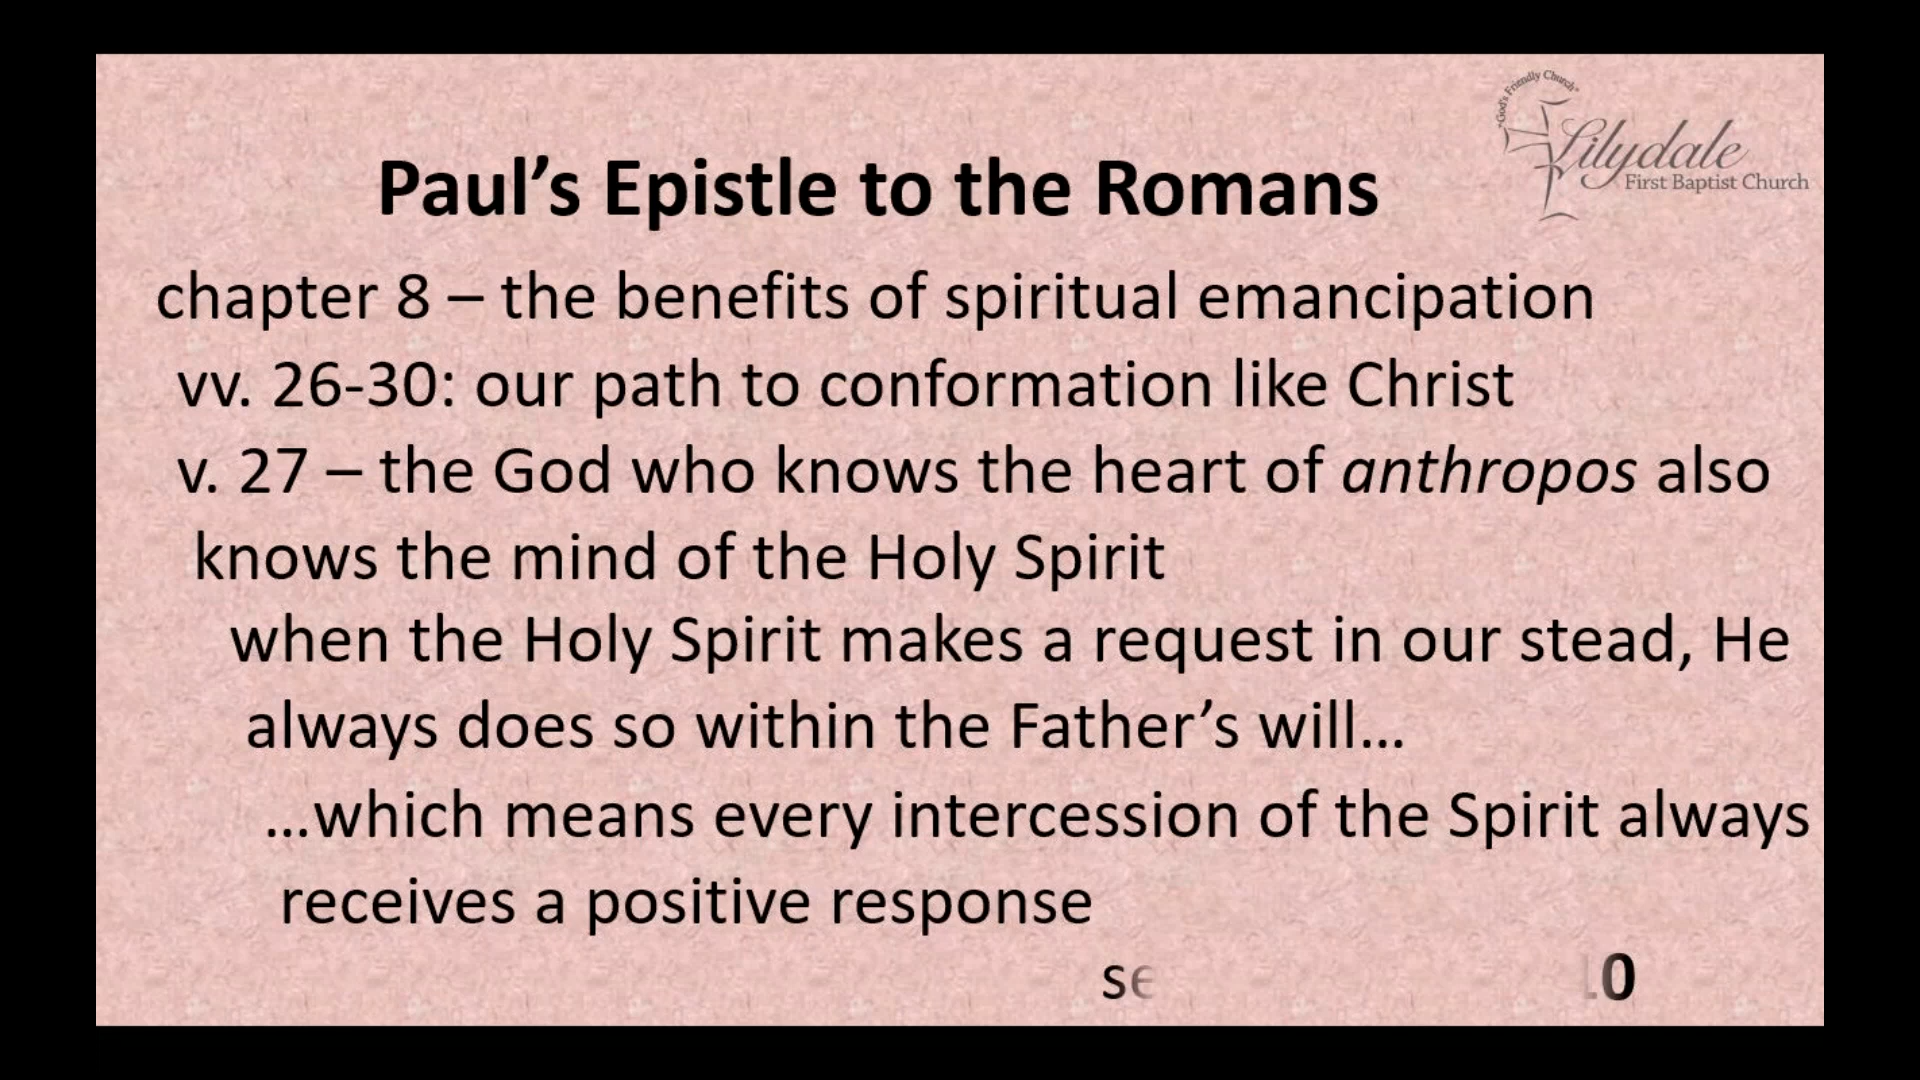 "God's Friendly Church"
Lilydale
First Baptist Church
Paul’s Epistle to the Romans
chapter 8 – the benefits of spiritual emancipation
vv. 26-30: our path to conformation like Christ
v. 27 – the God who knows the heart of anthropos also
knows the mind of the Holy Spirit
when the Holy Spirit makes a request in our stead, He
always does so within the Father’s will…
…which means every intercession of the Spirit always
receives a positive response